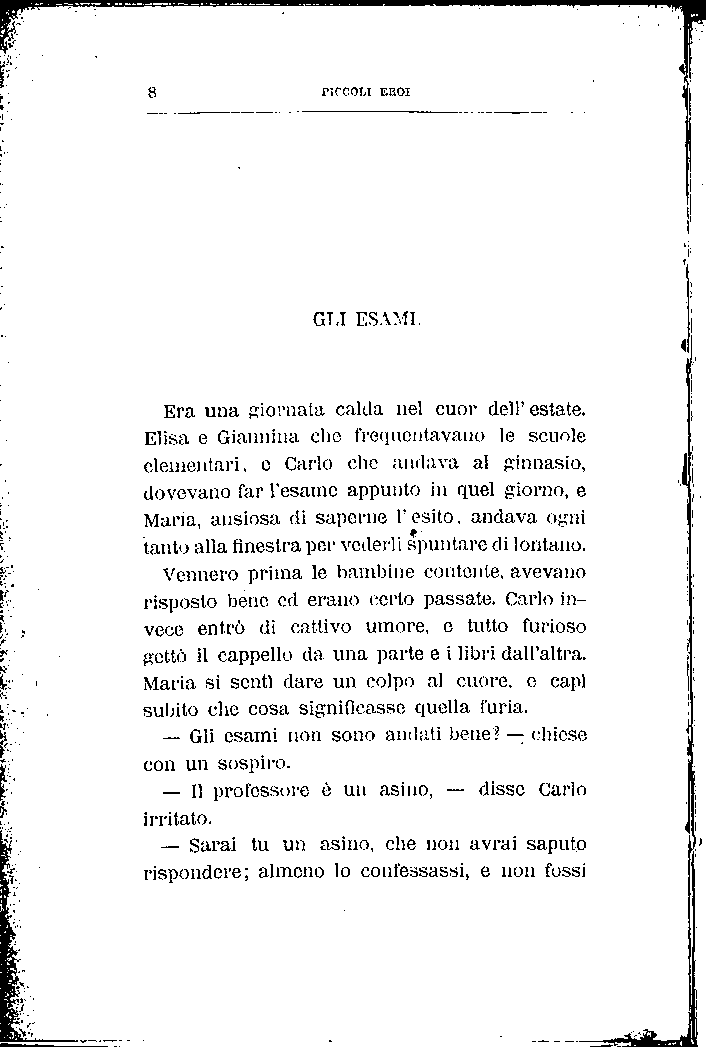 8 PICCOLI EROI
GLI ESAMI.
Era una giornata calda nel cuor dell' estate.
Elisa e Giannina che frequentavano le scuole
elementari, e Carlo che andava al ginnasio,
dovevano far l'esame appunto in quel giorno, e
Maria, ansiosa di saperne l' esito, andava ogni
tanto alla finestra per vederli spuntare di lontano.
Vennero prima le bambine contente, avevano
risposto bene ed erano certo passate. Carlo in-
vece entrò di cattivo umore, e tutto furioso
gettò il cappello da una parte e i libri dall'altra.
Maria si sentì dare un colpo al cuore, e capì
subito che cosa significasse quella furia.
— Gli esami non sono andati bene? — chiese
con un sospiro.
— Il professore è un asino, — disse Carlo
irritato.
— Sarai tu un asino, che non avrai saputo
rispondere; almeno lo confessassi, e non fossi